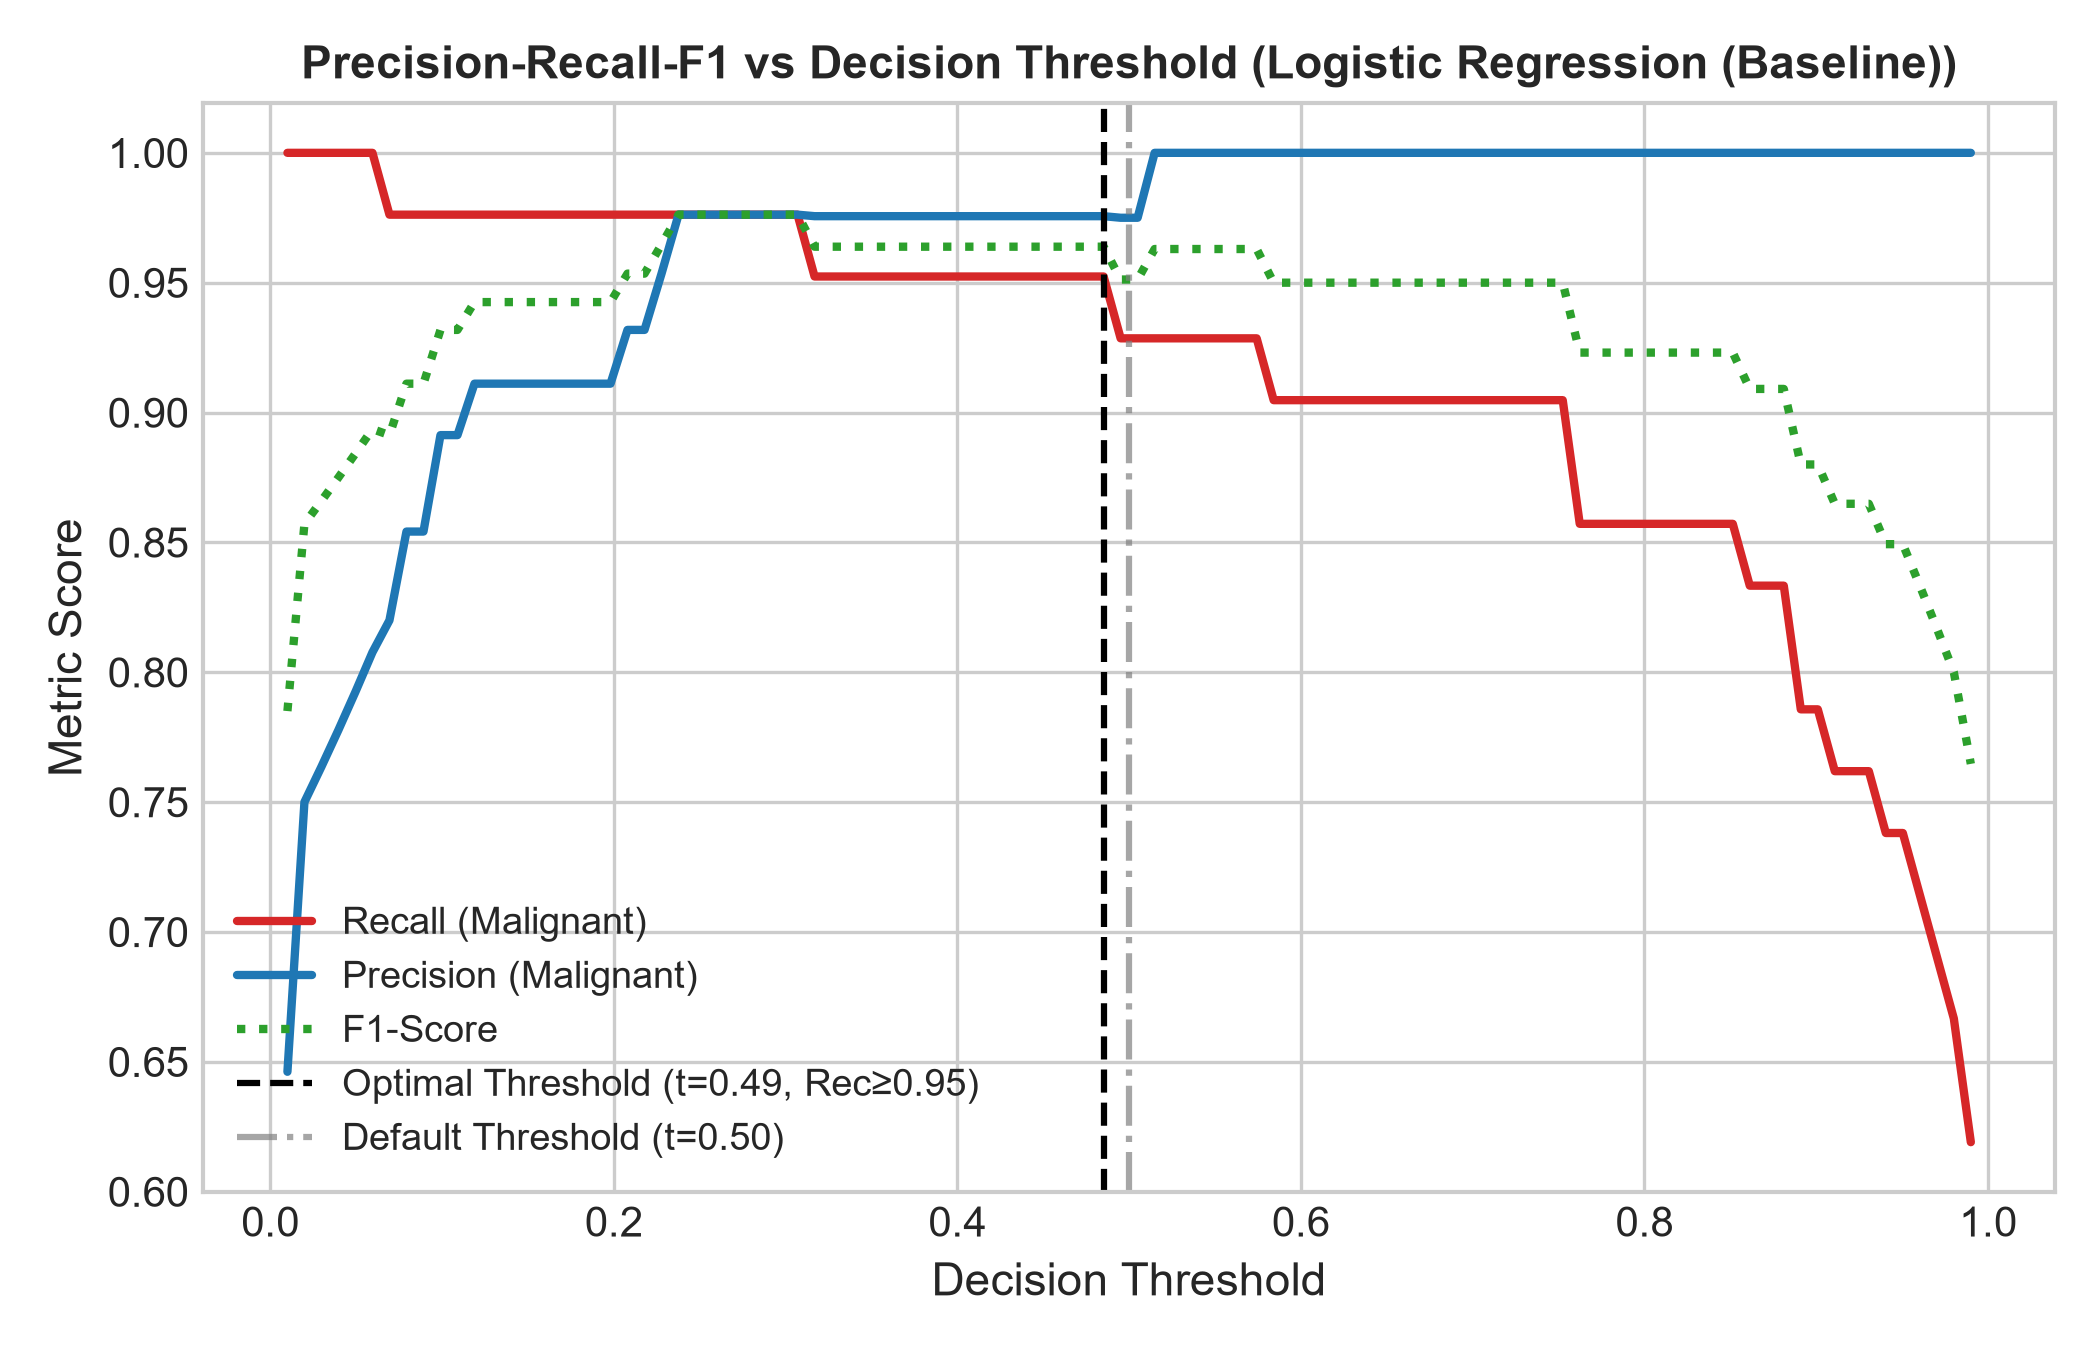 Precision-Recall-F1 vs Decision Threshold (Logistic Regression (Baseline))
Metric Score
1.00
0.95
0.90
0.85
0.80
0.75
0.70
0.65
0.60
Recall (Malignant)
Precision (Malignant)
F1-Score
Optimal Threshold (t=0.49, Rec≥0.95)
Default Threshold (t=0.50)
0.0 0.2 0.4 0.6 0.8 1.0
Decision Threshold